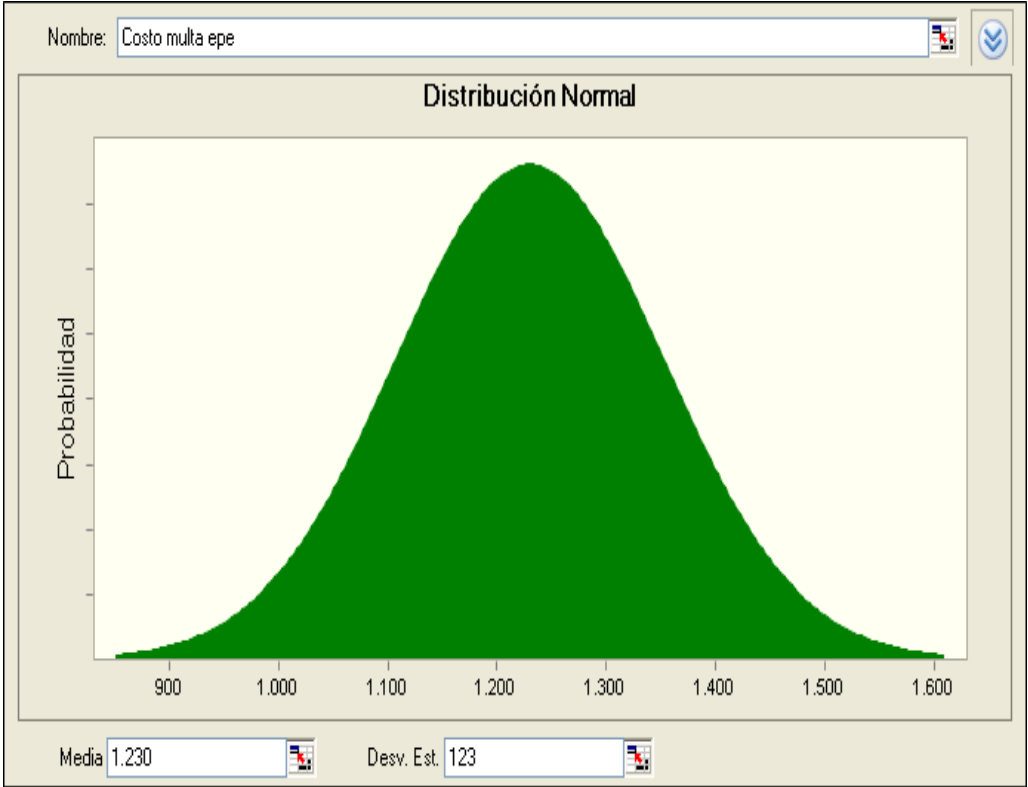 Nombre: Costo multa epe
Distribución Normal
Probabilidad
900 1.000 1.100 1.200 1.300 1.400 1.500 1.600
Media 1.230 Desv. Est. 123